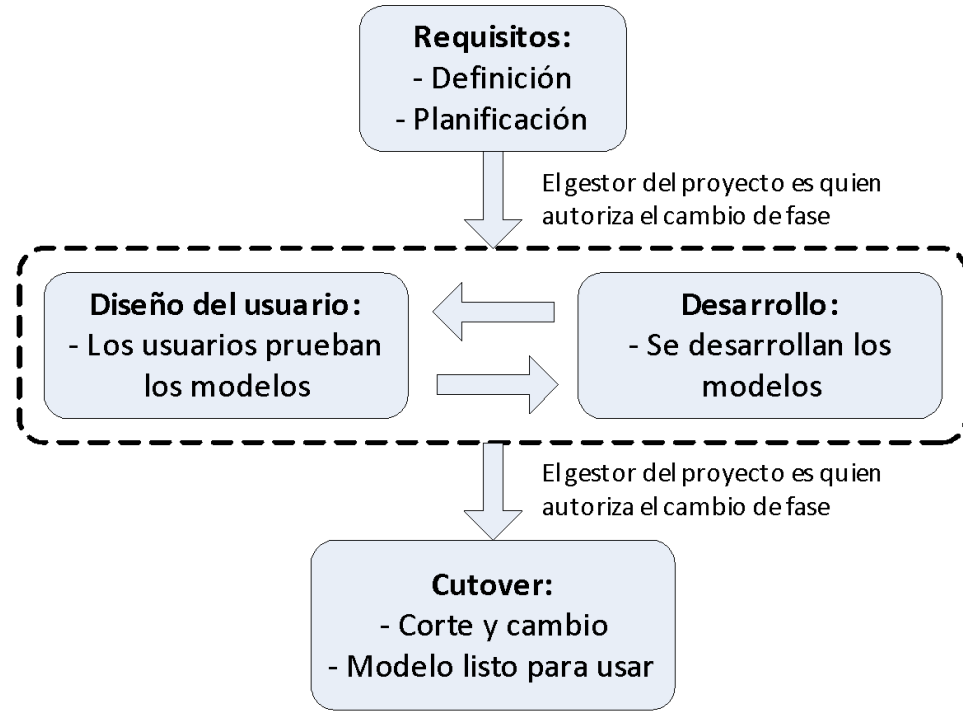 Requisitos:
- Definición
- Planificación
El gestor del proyecto es quien
autoriza el cambio de fase
Diseño del usuario:
- Los usuarios prueban
los modelos
Desarrollo:
- Se desarrollan los
modelos
El gestor del proyecto es quien
autoriza el cambio de fase
Cutover:
- Corte y cambio
- Modelo listo para usar